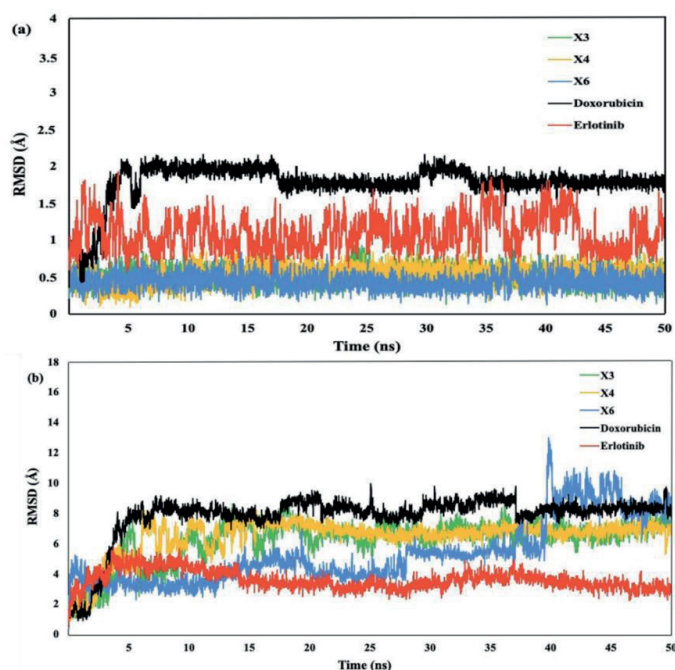 (a)
4
3.5
3
2.5
2
1.5
1
0.5
0
RMSD (Å)
X3
X4
X6
Doxorubicin
Erlotinib
5 10 15 20 25 30 35 40 45 50
Time (ns)
(b)
18
16
14
12
10
8
6
4
2
0
RMSD (Å)
X3
X4
X6
Doxorubicin
Erlotinib
5 10 15 20 25 30 35 40 45 50
Time (ns)